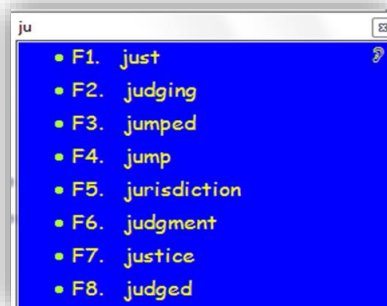 ju
• F1. just
• F2. judging
• F3. jumped
• F4. jump
• F5. jurisdiction
• F6. judgment
• F7. justice
• F8. judged